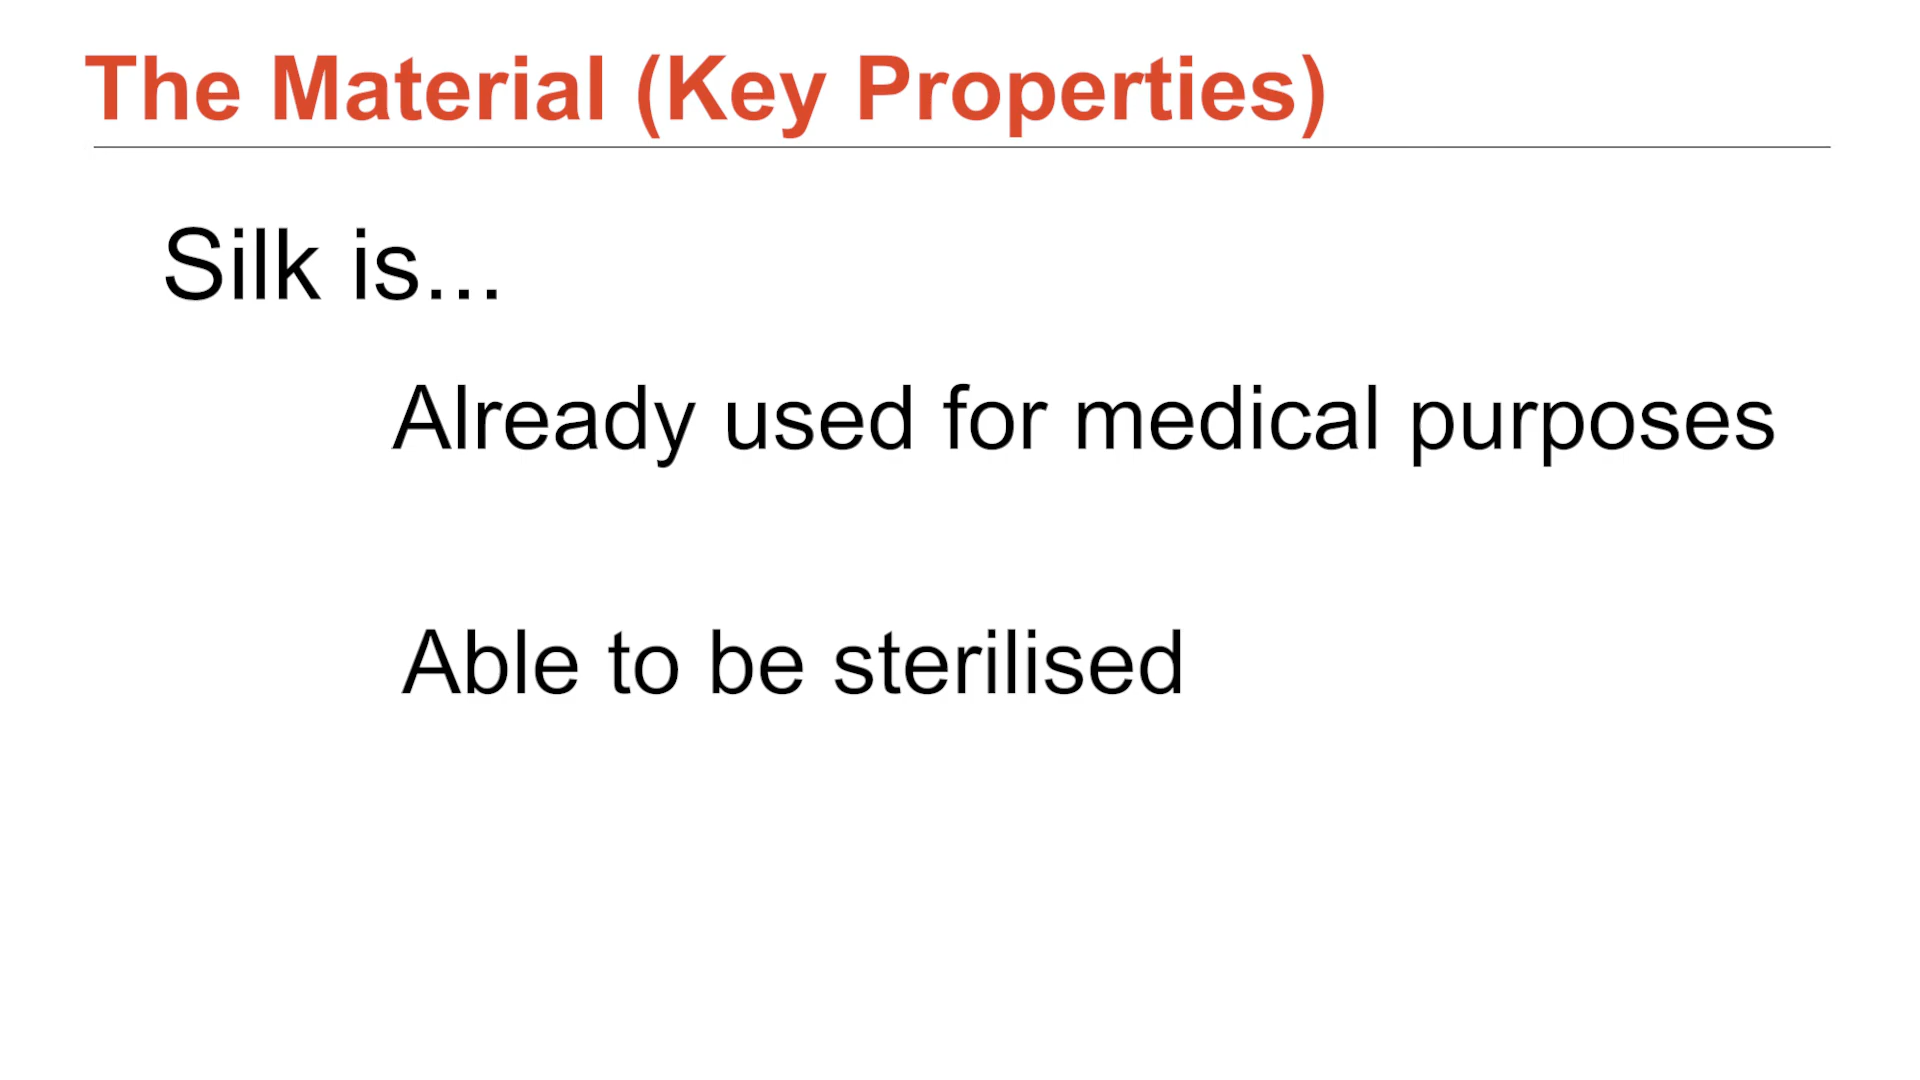 The Material (Key Properties)
Silk is...
Already used for medical purposes
Able to be sterilised